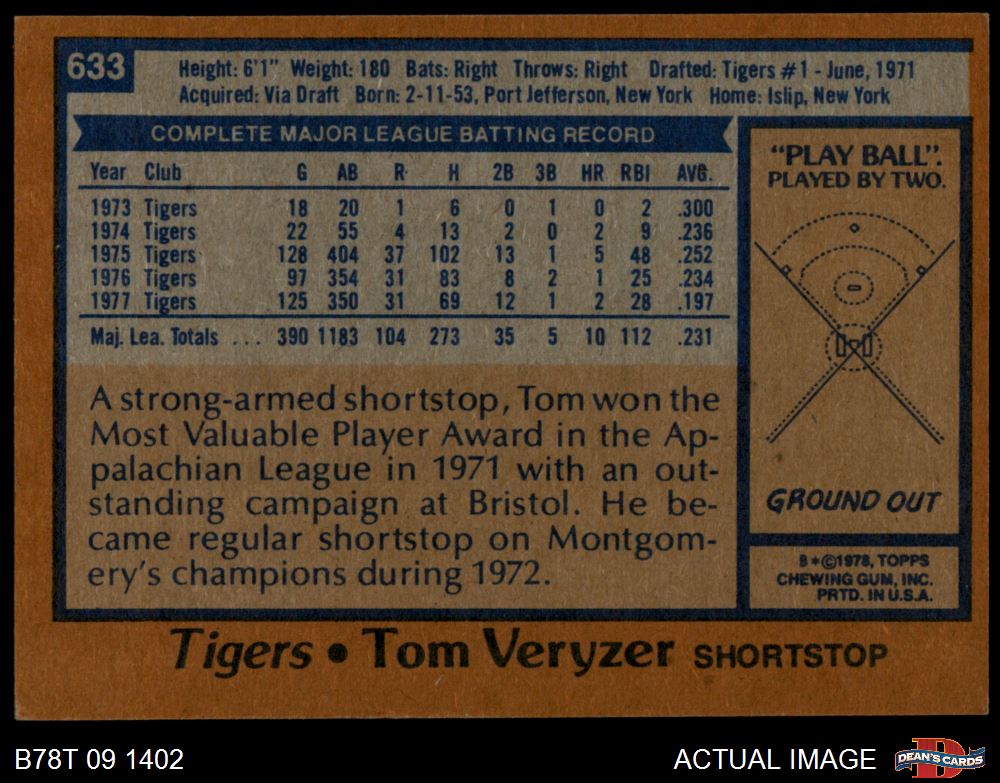 633
Height: 6'1" Weight: 180 Bats: Right Throws: Right Drafted: Tigers #1 - June, 1971
Acquired: Via Draft Born: 2-11-53, Port Jefferson, New York Home: Islip, New York
COMPLETE MAJOR LEAGUE BATTING RECORD
Year Club G AB R H 2B 3B HR RBI AVG.
1973 Tigers 18 20 1 6 0 1 0 2 .300
1974 Tigers 22 55 4 13 2 0 2 9 .236
1975 Tigers 128 404 37 102 13 1 5 48 .252
1976 Tigers 97 354 31 83 8 2 1 25 .234
1977 Tigers 125 350 31 69 12 1 2 28 .197
Maj. Lea. Totals ... 390 1183 104 273 35 5 10 112 .231
A strong-armed shortstop, Tom won the
Most Valuable Player Award in the Ap-
palachian League in 1971 with an out-
standing campaign at Bristol. He be-
came regular shortstop on Montgom-
ery's champions during 1972.
"PLAY BALL".
PLAYED BY TWO.
GROUND OUT
B*©1978, TOPPS
CHEWING GUM, INC.
PRTD. IN U.S.A.
Tigers • Tom Veryzer SHORTSTOP
B78T 09 1402
ACTUAL IMAGE
DEAN'S CARDS